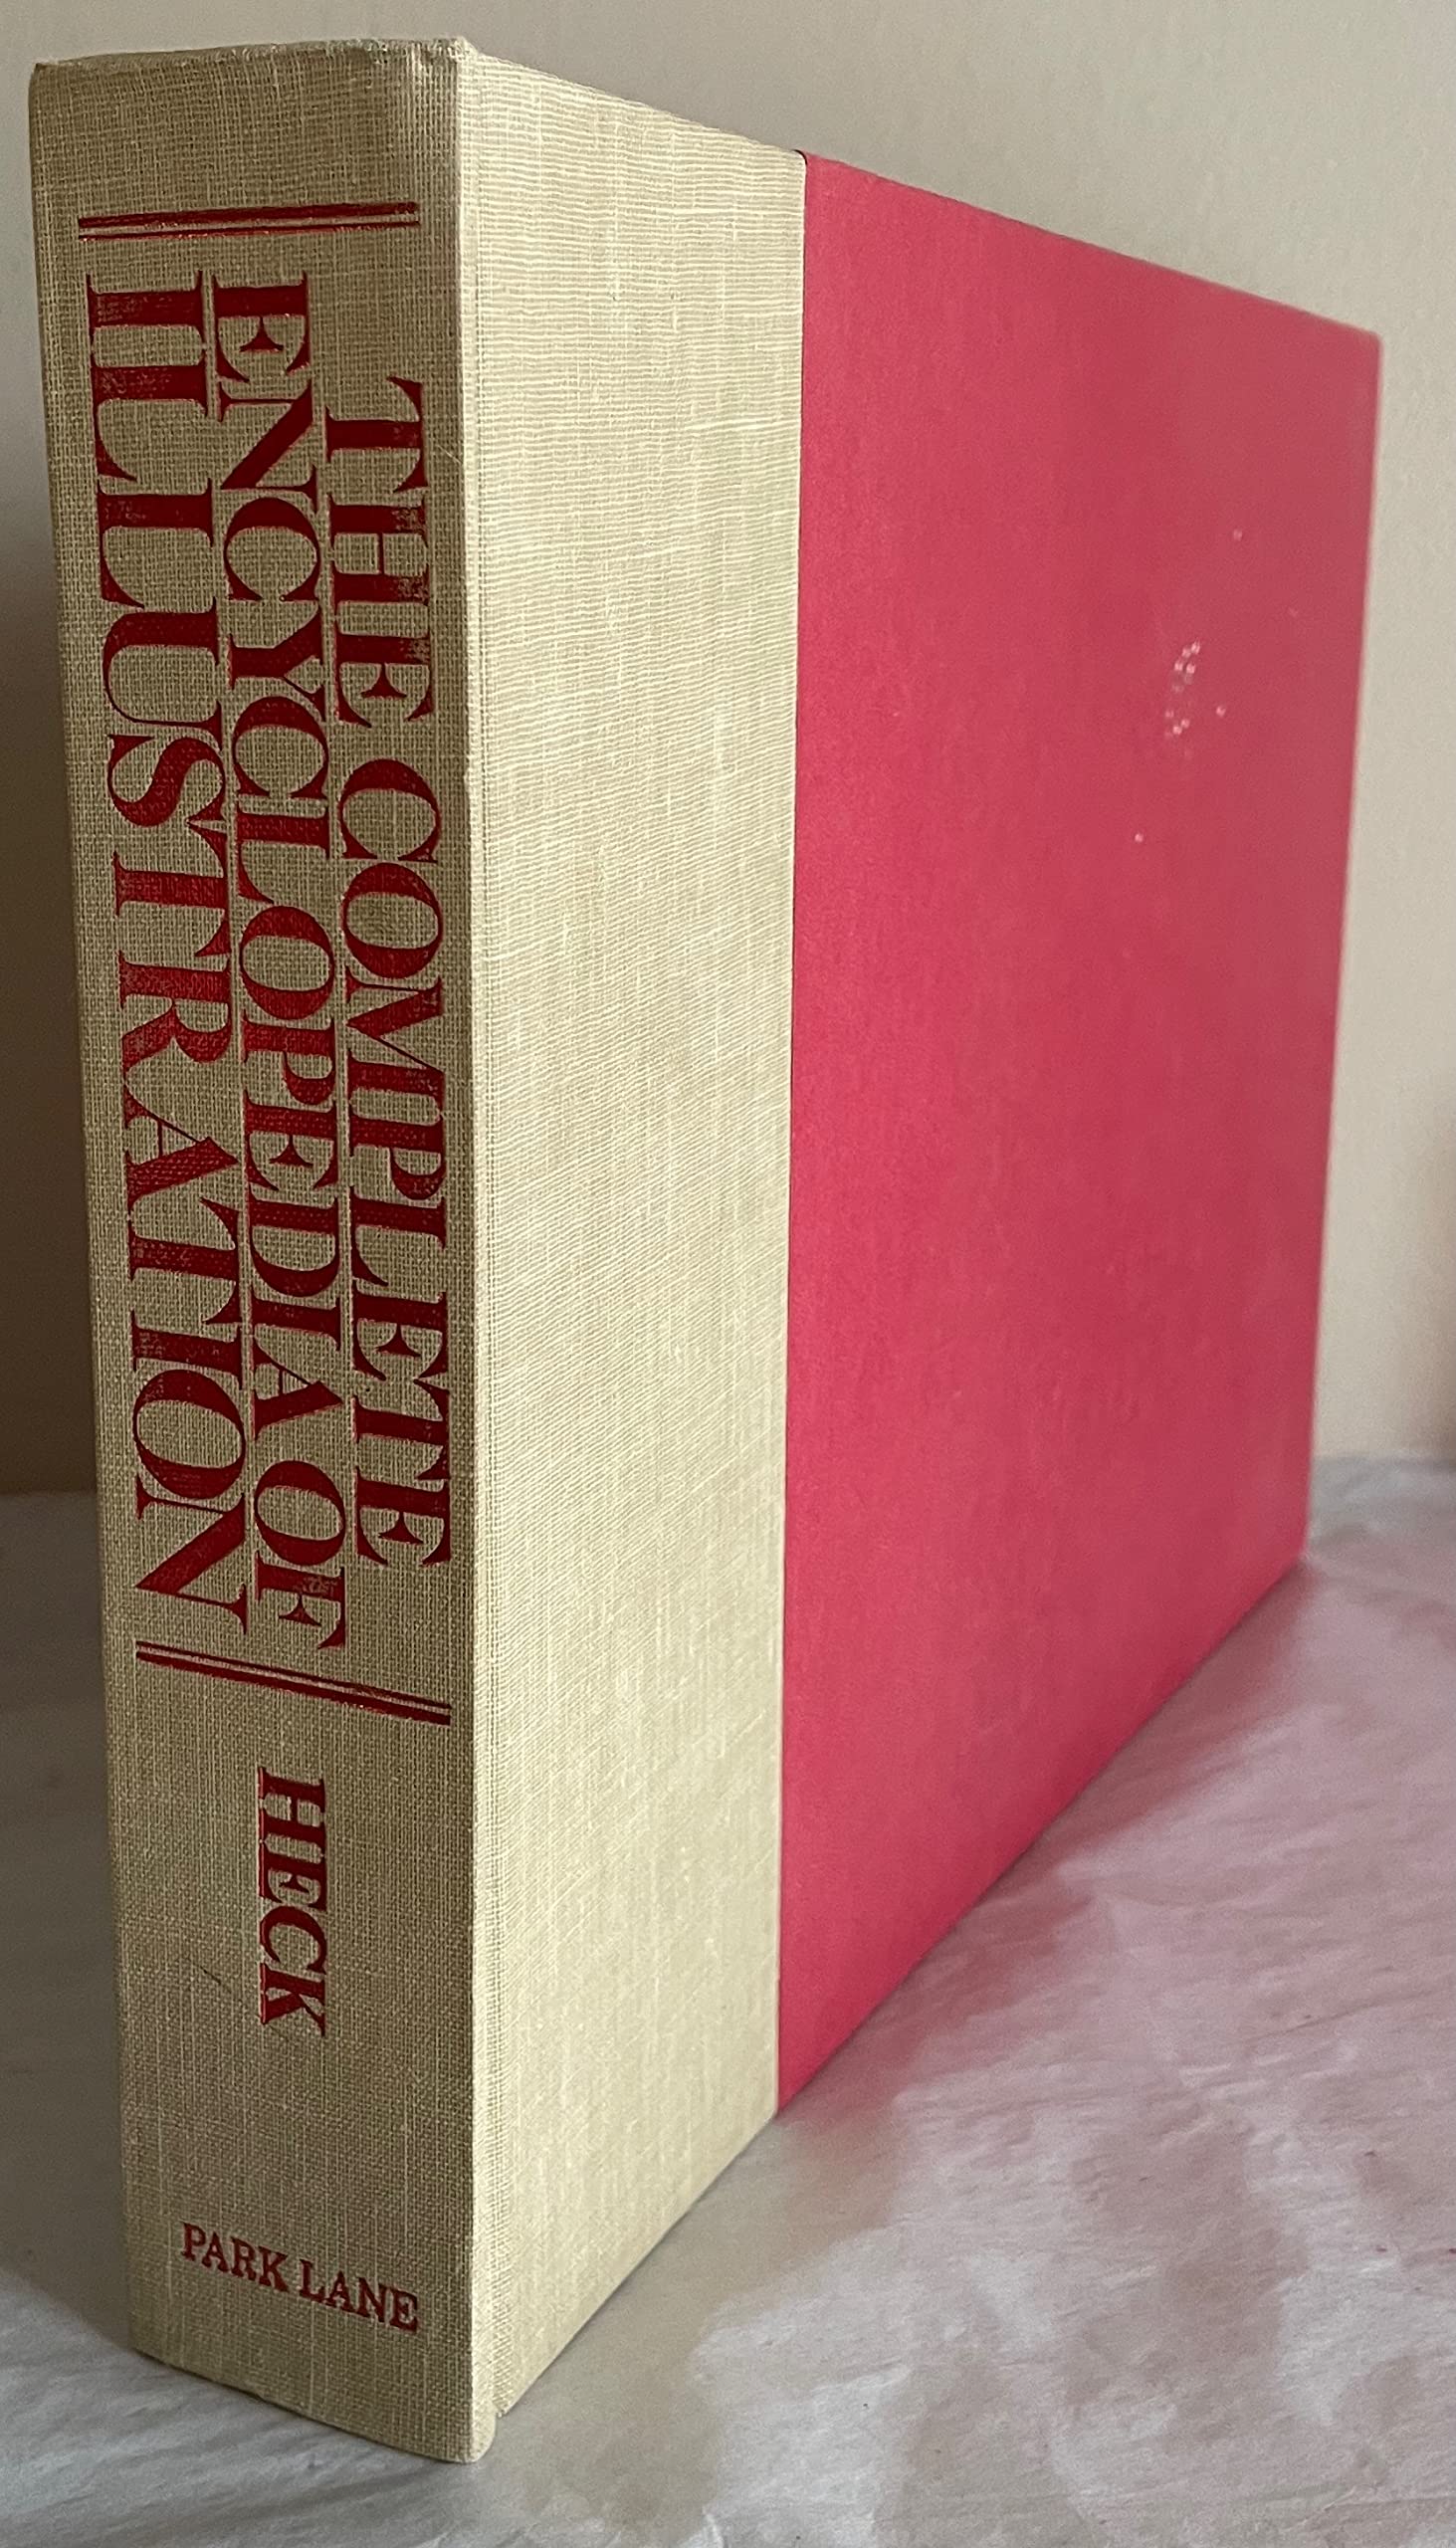 THE COMPLETE
ENCYCLOPEDIA OF
ILLUSTRATION
HECK
PARK LANE